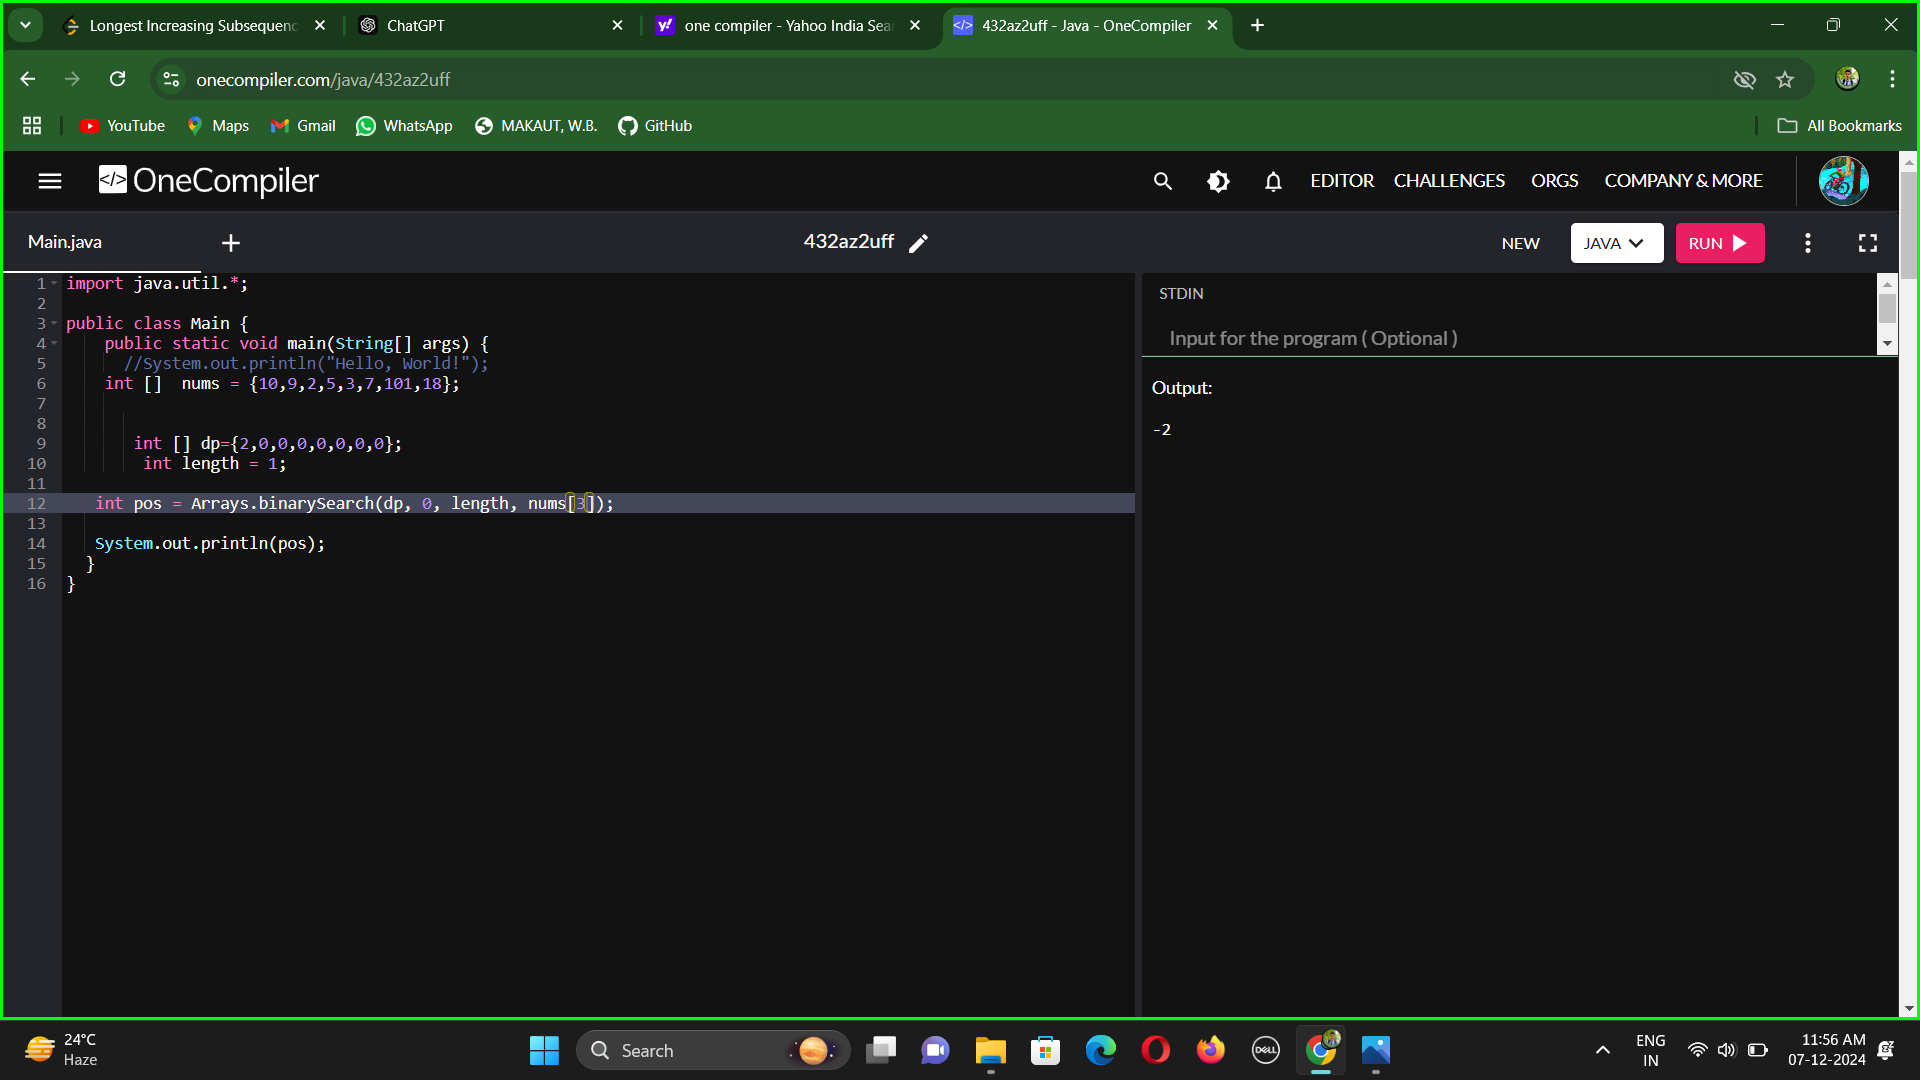 Longest Increasing Subsequenc
ChatGPT
one compiler - Yahoo India Sear
432az2uff - Java - OneCompiler
onecompiler.com/java/432az2uff
YouTube
Maps
Gmail
WhatsApp
MAKAUT, W.B.
GitHub
All Bookmarks
</> OneCompiler
EDITOR
CHALLENGES
ORGS
COMPANY & MORE
Main.java
432az2uff
NEW
JAVA
RUN
1 import java.util.*;
2
3 public class Main {
4 public static void main(String[] args) {
5 //System.out.println("Hello, World!");
6 int [] nums = {10,9,2,5,3,7,101,18};
7
8
9 int [] dp={2,0,0,0,0,0,0,0};
10 int length = 1;
11
12 int pos = Arrays.binarySearch(dp, 0, length, nums[3]);
13
14 System.out.println(pos);
15 }
16 }
STDIN
Input for the program ( Optional )
Output:
-2
24°C
Haze
Search
DELL
ENG
IN
11:56 AM
07-12-2024